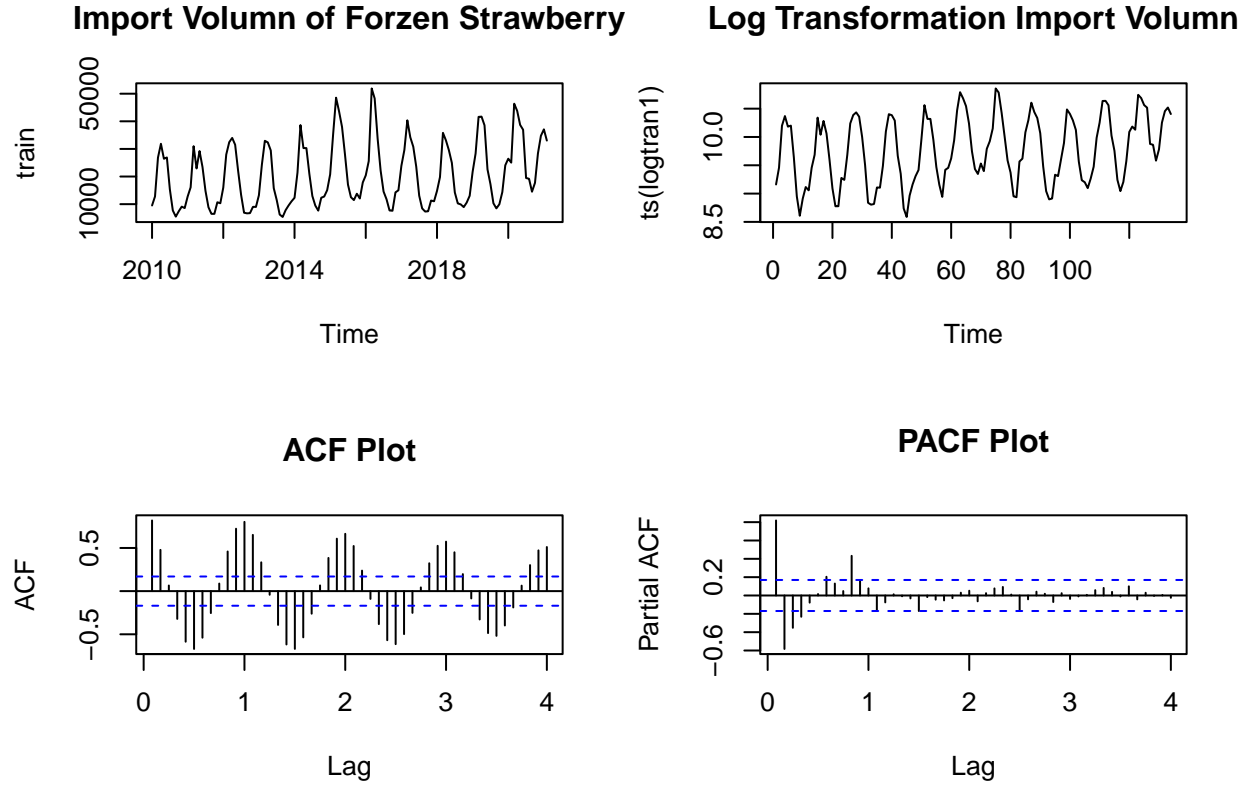 Import Volumn of Forzen Strawberry
train
10000
50000
2010
2014
2018
Time
Log Transformation Import Volumn
ts(logtran1)
8.5
10.0
0
20
40
60
80
100
Time
ACF Plot
ACF
−0.5
0.5
0
1
2
3
4
Lag
PACF Plot
Partial ACF
−0.6
0.2
0
1
2
3
4
Lag